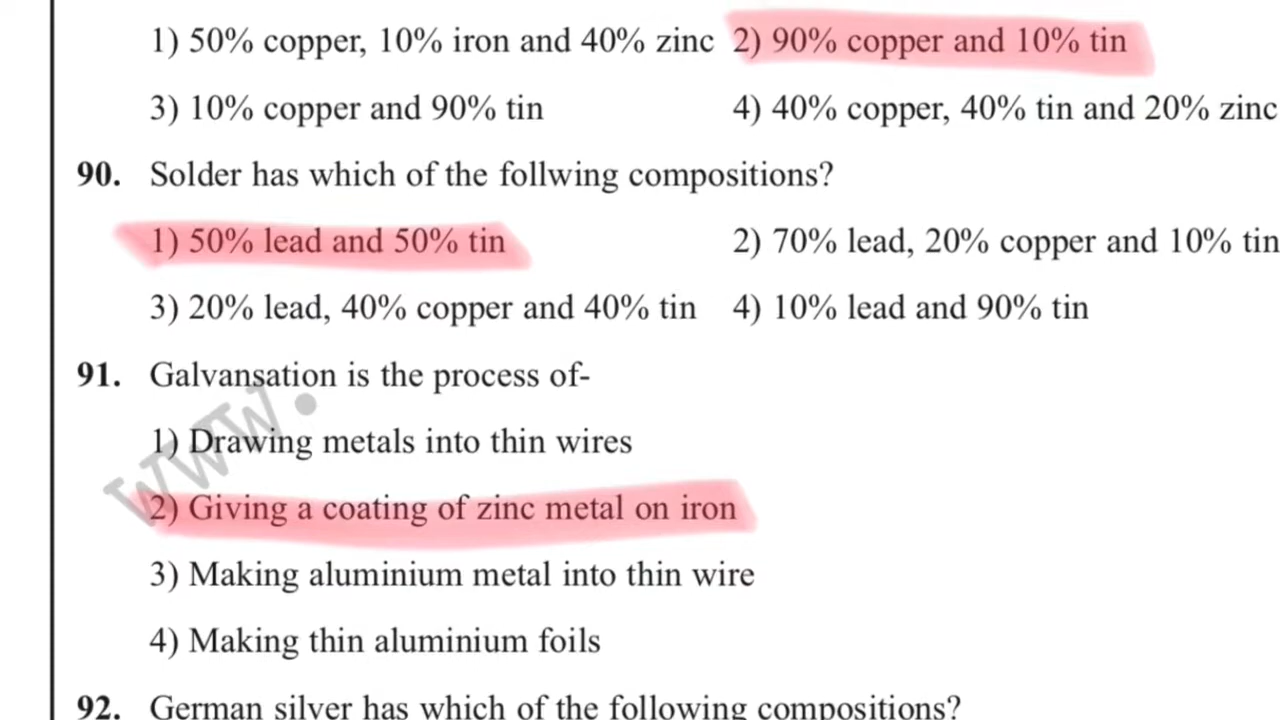 1) 50% copper, 10% iron and 40% zinc 2) 90% copper and 10% tin
3) 10% copper and 90% tin 4) 40% copper, 40% tin and 20% zinc
90. Solder has which of the follwing compositions?
1) 50% lead and 50% tin 2) 70% lead, 20% copper and 10% tin
3) 20% lead, 40% copper and 40% tin 4) 10% lead and 90% tin
91. Galvansation is the process of-
www.
1) Drawing metals into thin wires
2) Giving a coating of zinc metal on iron
3) Making aluminium metal into thin wire
4) Making thin aluminium foils
92. German silver has which of the following compositions?